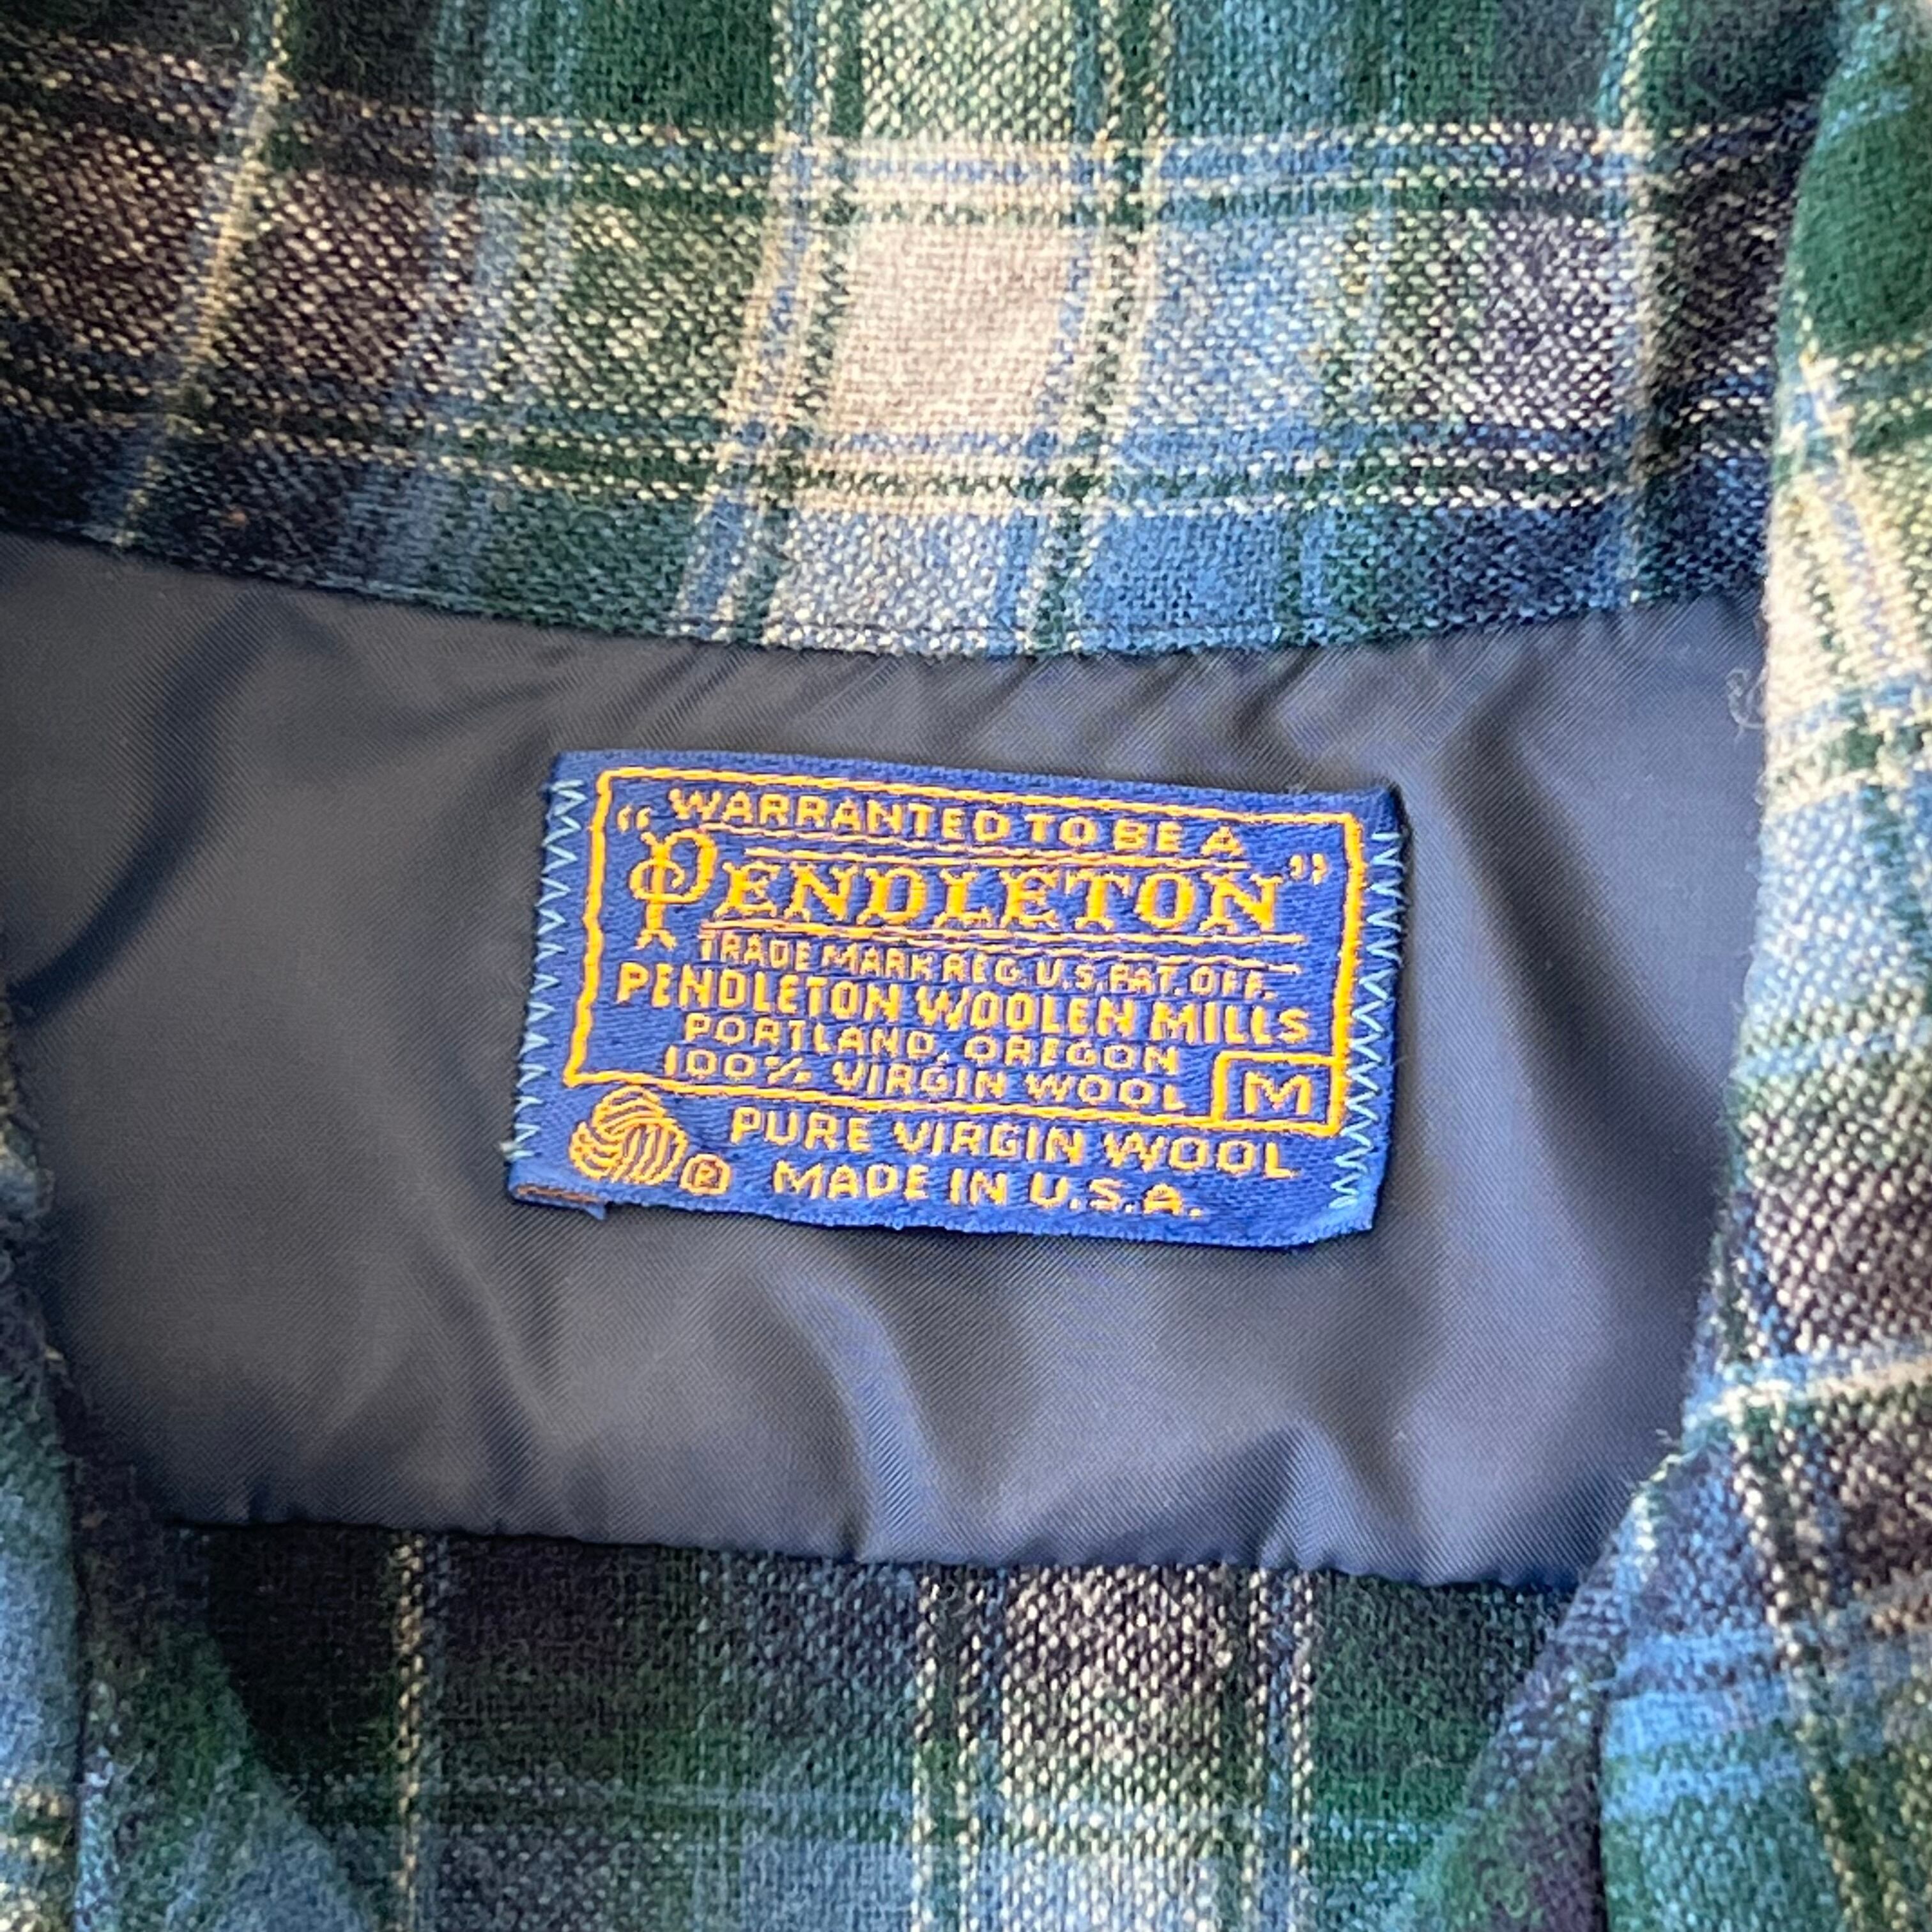 "WARRANTED TO BE A
PENDLETON"
TRADE MARK REG. U.S. PAT. OFF.
PENDLETON WOOLEN MILLS
PORTLAND, OREGON
100% VIRGIN WOOL M
PURE VIRGIN WOOL
® MADE IN U.S.A.